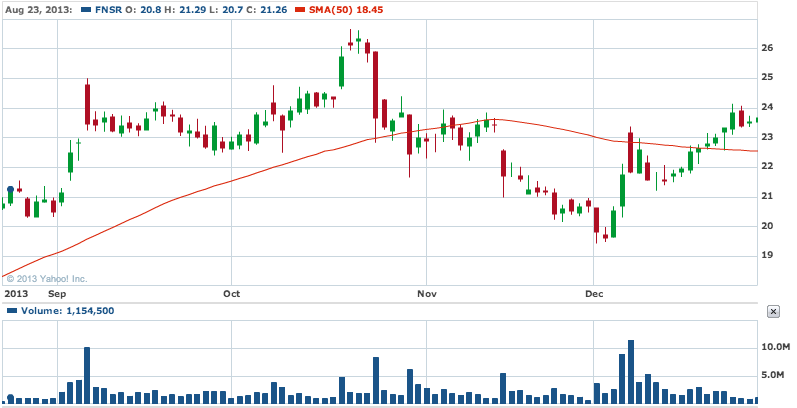 Aug 23, 2013: FNSR O: 20.8 H: 21.29 L: 20.7 C: 21.26 SMA(50) 18.45
26
25
24
23
22
21
20
19
© 2013 Yahoo! Inc.
2013 Sep Oct Nov Dec
Volume: 1,154,500
10.0M
5.0M